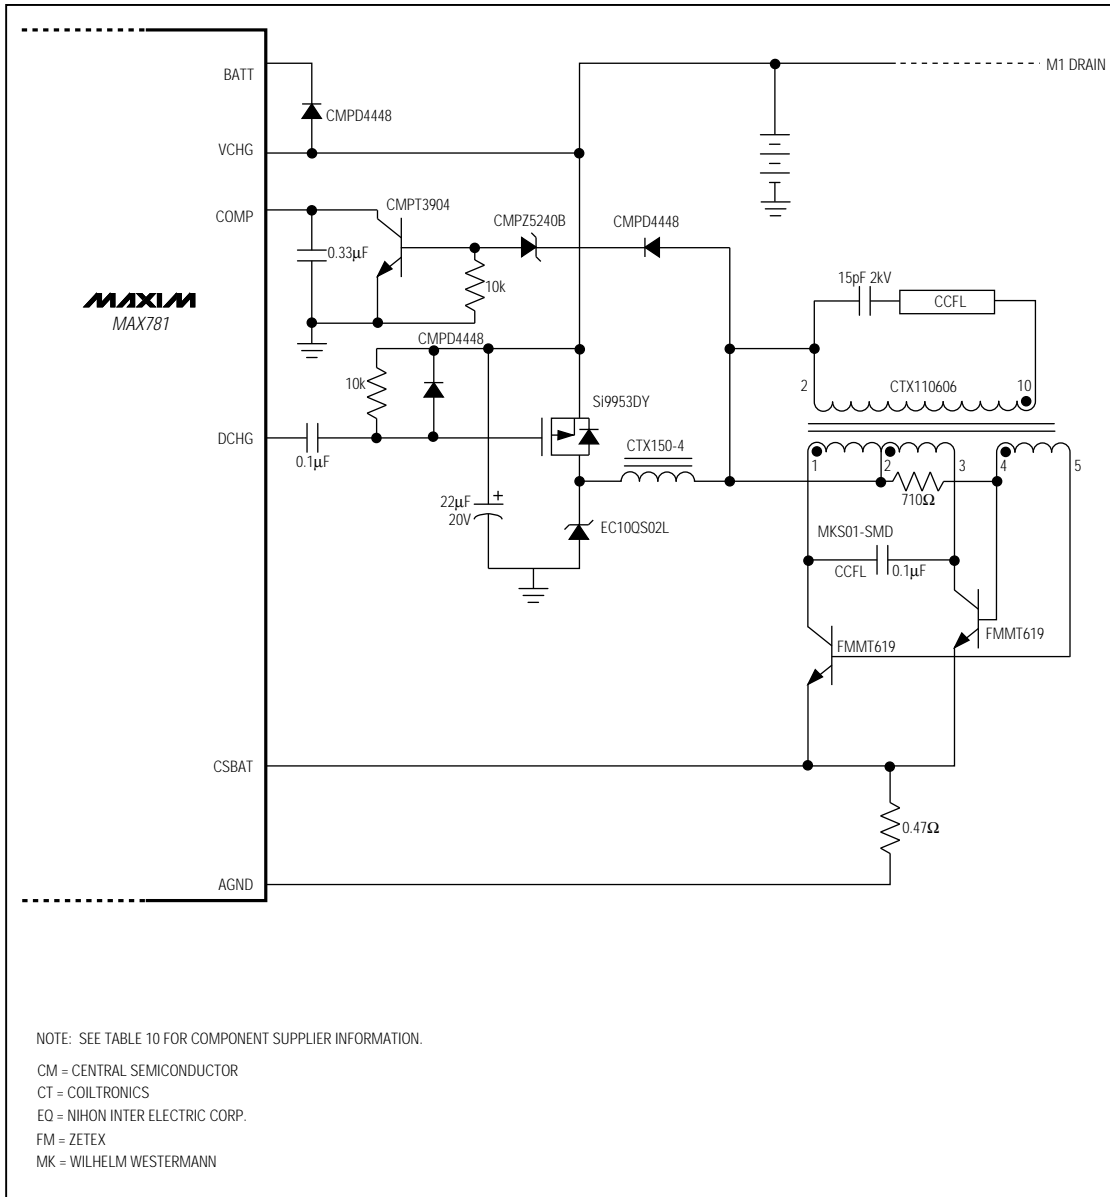 BATT
M1 DRAIN
CMPD4448
VCHG
COMP
CMPT3904
CMPZ5240B
CMPD4448
0.33µF
10k
15pF 2kV
CCFL
MAXIM
MAX781
CMPD4448
10k
2
CTX110606
10
Si9953DY
DCHG
0.1µF
CTX150-4
1
2
3
4
5
710Ω
22µF
20V
+
EC10QS02L
MKS01-SMD
CCFL
0.1µF
FMMT619
FMMT619
CSBAT
0.47Ω
AGND
NOTE: SEE TABLE 10 FOR COMPONENT SUPPLIER INFORMATION.
CM = CENTRAL SEMICONDUCTOR
CT = COILTRONICS
EQ = NIHON INTER ELECTRIC CORP.
FM = ZETEX
MK = WILHELM WESTERMANN